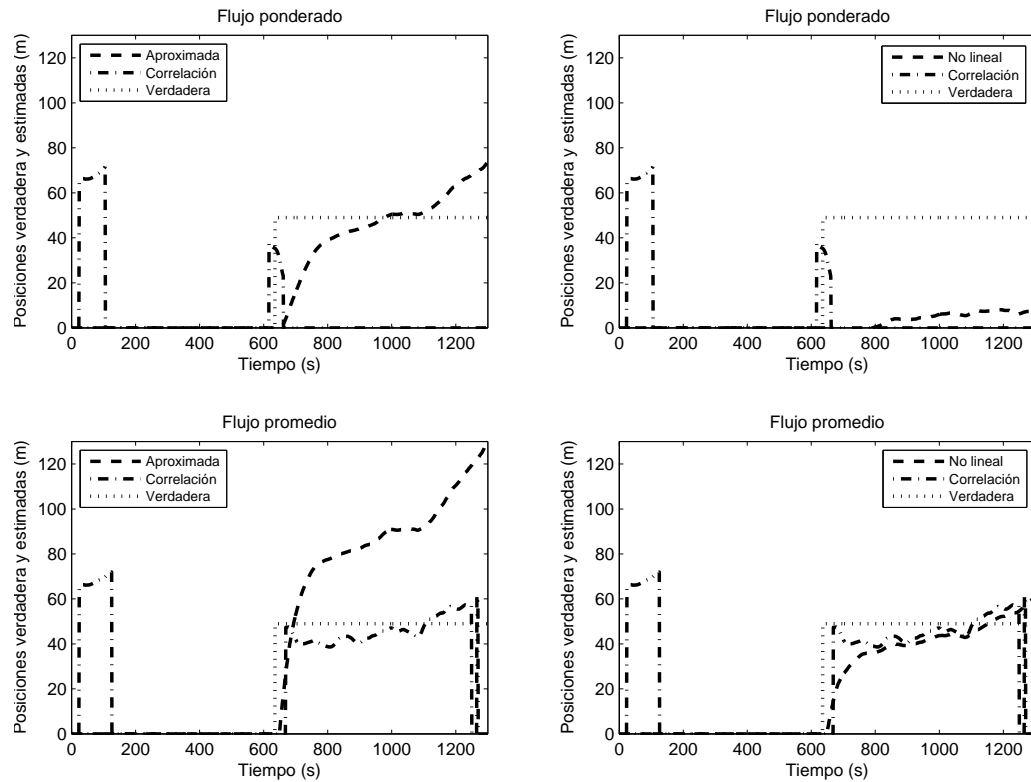 Flujo ponderado
Posiciones verdadera y estimadas (m)
120
100
80
60
40
20
0
Aproximada
Correlación
Verdadera
0 200 400 600 800 1000 1200
Tiempo (s)
Flujo ponderado
Posiciones verdadera y estimadas (m)
120
100
80
60
40
20
0
No lineal
Correlación
Verdadera
0 200 400 600 800 1000 1200
Tiempo (s)
Flujo promedio
Posiciones verdadera y estimadas (m)
120
100
80
60
40
20
0
Aproximada
Correlación
Verdadera
0 200 400 600 800 1000 1200
Tiempo (s)
Flujo promedio
Posiciones verdadera y estimadas (m)
120
100
80
60
40
20
0
No lineal
Correlación
Verdadera
0 200 400 600 800 1000 1200
Tiempo (s)